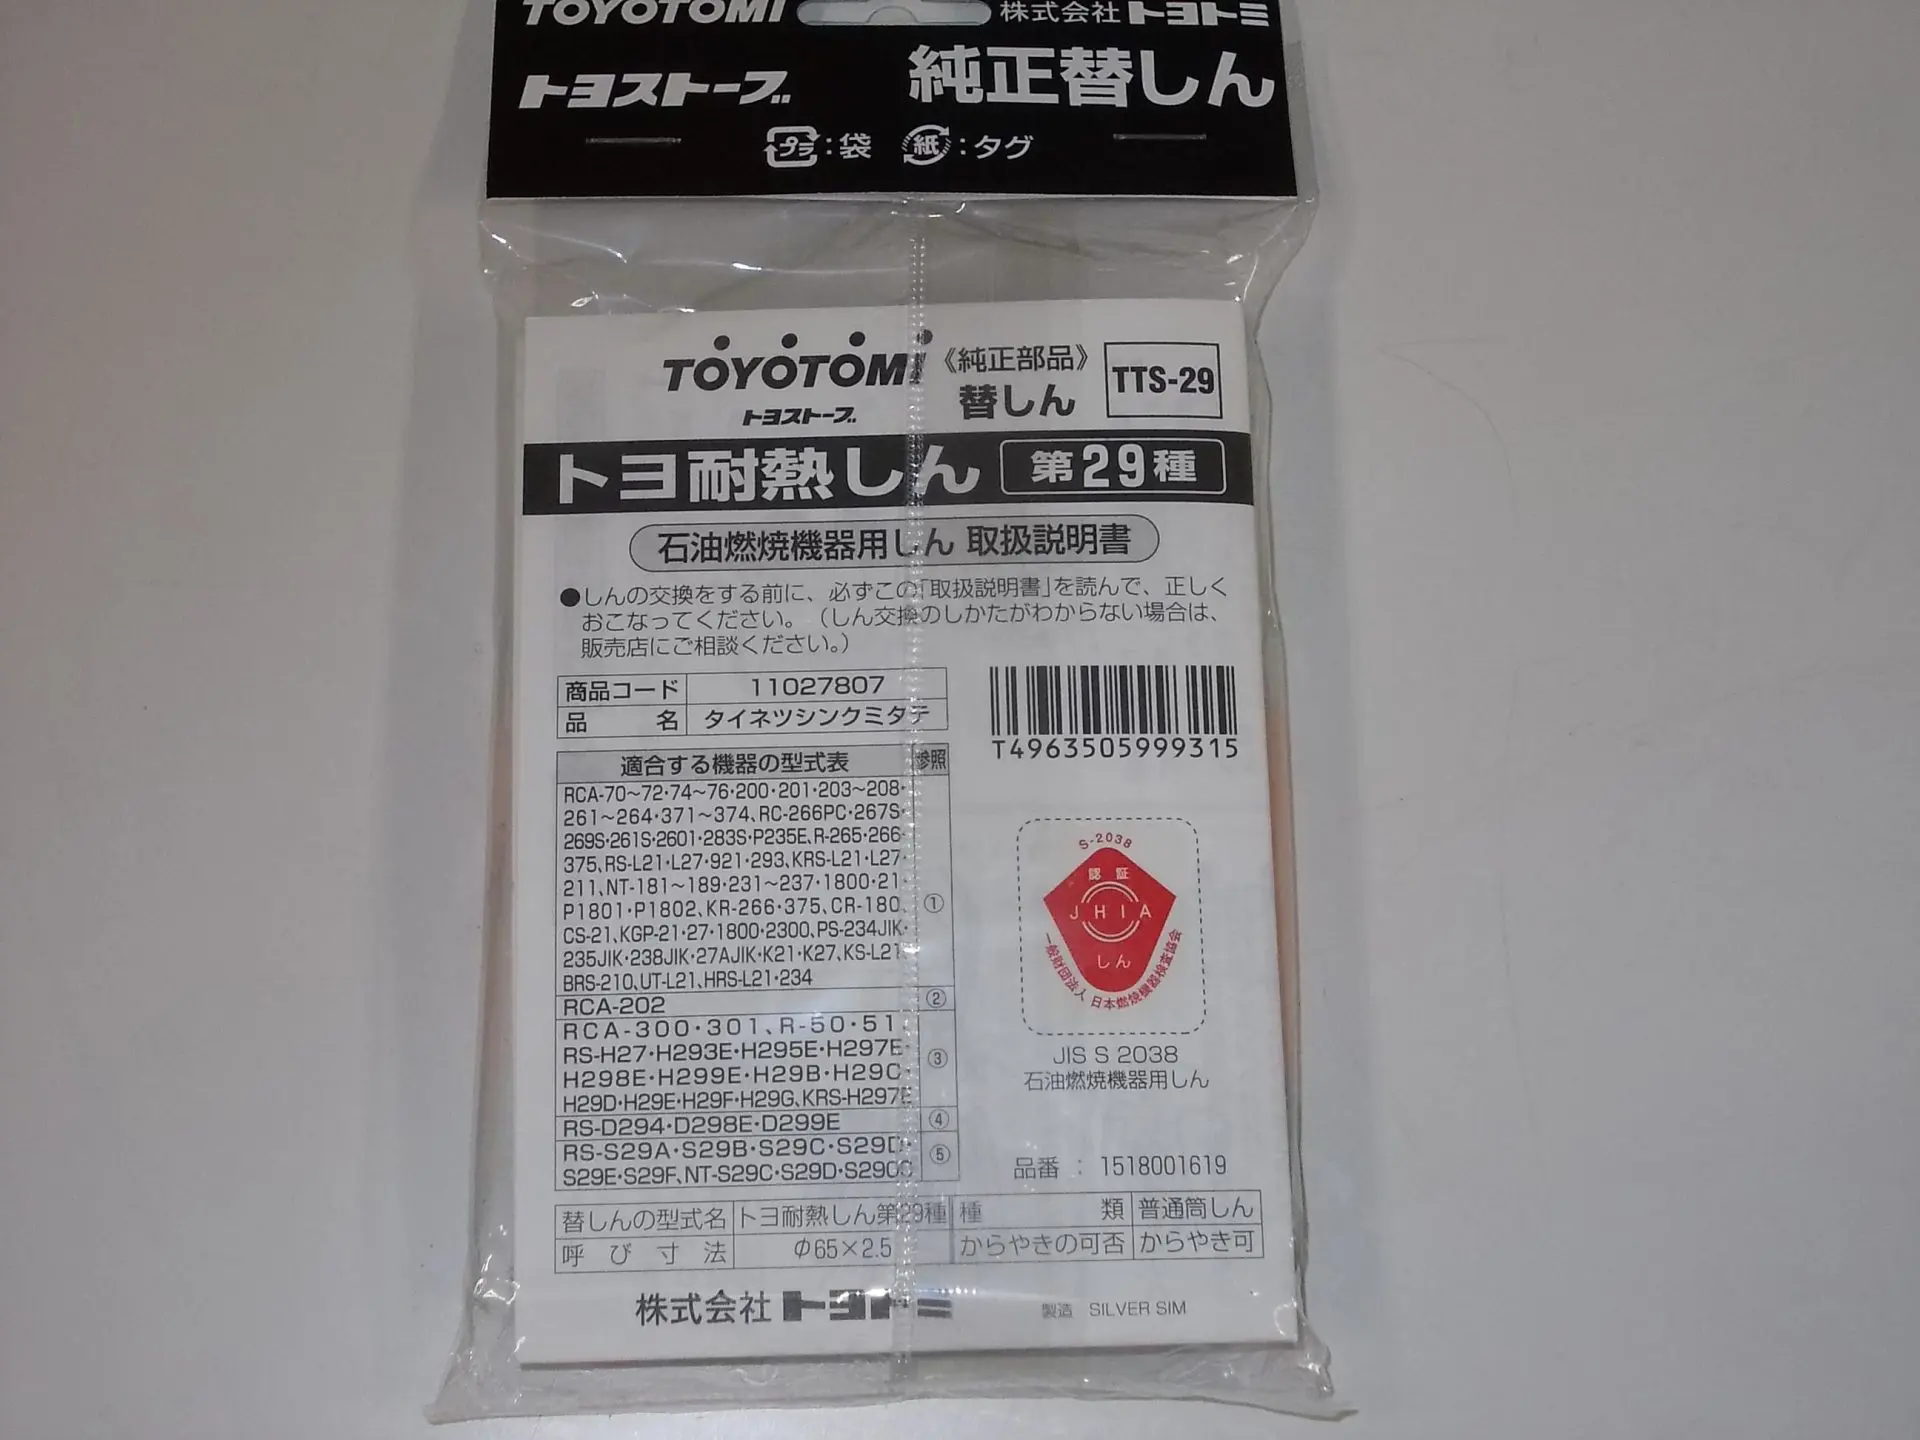 TOYOTOMI 株式会社トヨトミ
トヨストーブ 純正替しん
プラ:袋 紙:タグ
TOYOTOMI 《純正部品》 TTS-29
トヨストーブ 替しん
トヨ耐熱しん 第29種
石油燃焼機器用しん 取扱説明書
●しんの交換をする前に、必ずこの「取扱説明書」を読んで、正しく
おこなってください。(しん交換のしかたがわからない場合は、
販売店にご相談ください。)
商品コード 11027807
品名 タイネツシンクミタテ
T4963505999315
適合する機器の型式表 参照
RCA-70〜72・74〜76・200・201・203〜208・
261〜264・371〜374、RC-266PC・267S・
269S・261S・2601・283S・P235E、R-265・266・
375、RS-L21・L27・921・293、KRS-L21・L27・
211、NT-181〜189・231〜237・1800・21・
P1801・P1802、KR-266・375、CR-180、
CS-21、KGP-21・27・1800・2300、PS-234JIK・
235JIK・238JIK・27AJIK・K21・K27、KS-L21
BRS-210、UT-L21、HRS-L21・234
①
RCA-202 ②
RCA-300・301、R-50・51
RS-H27・H293E・H295E・H297E・
H298E・H299E・H29B・H29C・
H29D・H29E・H29F・H29G、KRS-H297E
③
RS-D294・D298E・D299E ④
RS-S29A・S29B・S29C・S29D・
S29E・S29F、NT-S29C・S29D・
⑤
S-2038
認証
JHIA
しん
一般財団法人 日本燃焼機器検査協会
JIS S 2038
石油燃焼機器用しん
品番 : 1518001619
替しんの型式名 トヨ耐熱しん第29種 種類 普通筒しん
呼び寸法 Φ65×2.5 からやきの可否 からやき可
株式会社トヨトミ 製造 SILVER SIM